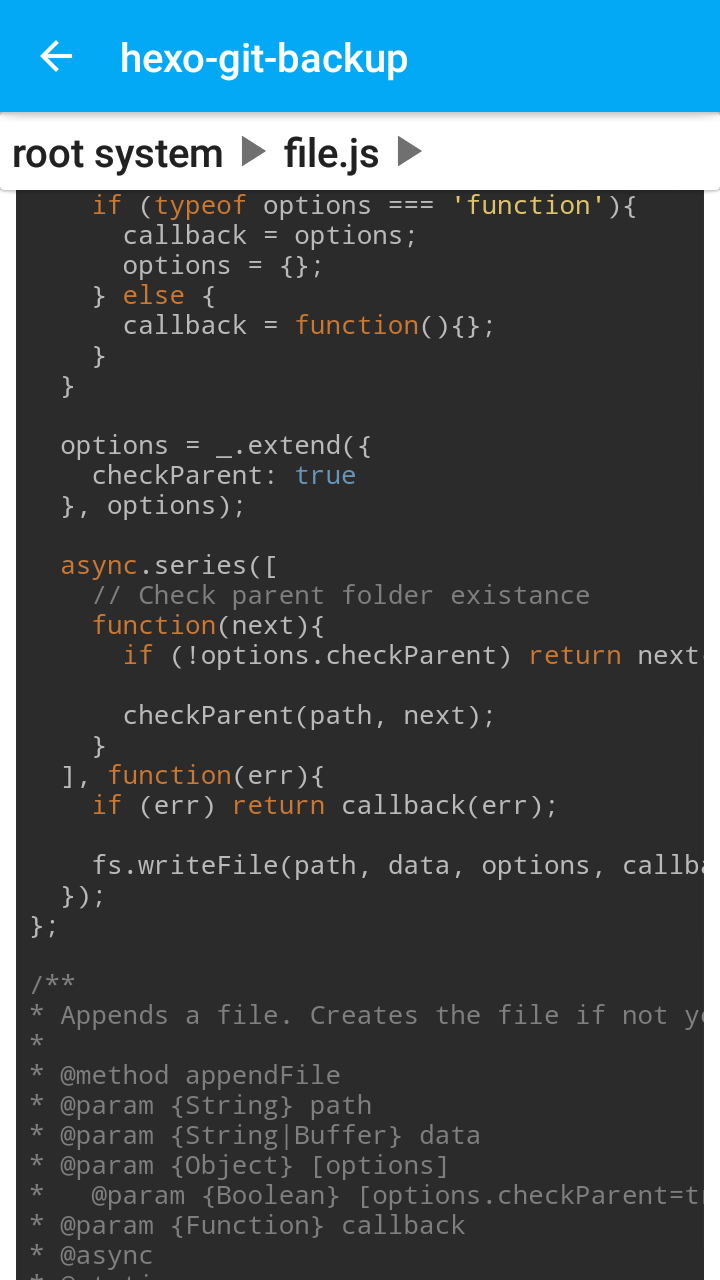 hexo-git-backup
root system ▶ file.js ▶
if (typeof options === 'function'){
callback = options;
options = {};
} else {
callback = function(){};
}
}
options = _.extend({
checkParent: true
}, options);
async.series([
// Check parent folder existance
function(next){
if (!options.checkParent) return next
checkParent(path, next);
}
], function(err){
if (err) return callback(err);
fs.writeFile(path, data, options, callba
});
};
/**
* Appends a file. Creates the file if not y
*
* @method appendFile
* @param {String} path
* @param {String|Buffer} data
* @param {Object} [options]
* @param {Boolean} [options.checkParent=t
* @param {Function} callback
* @async